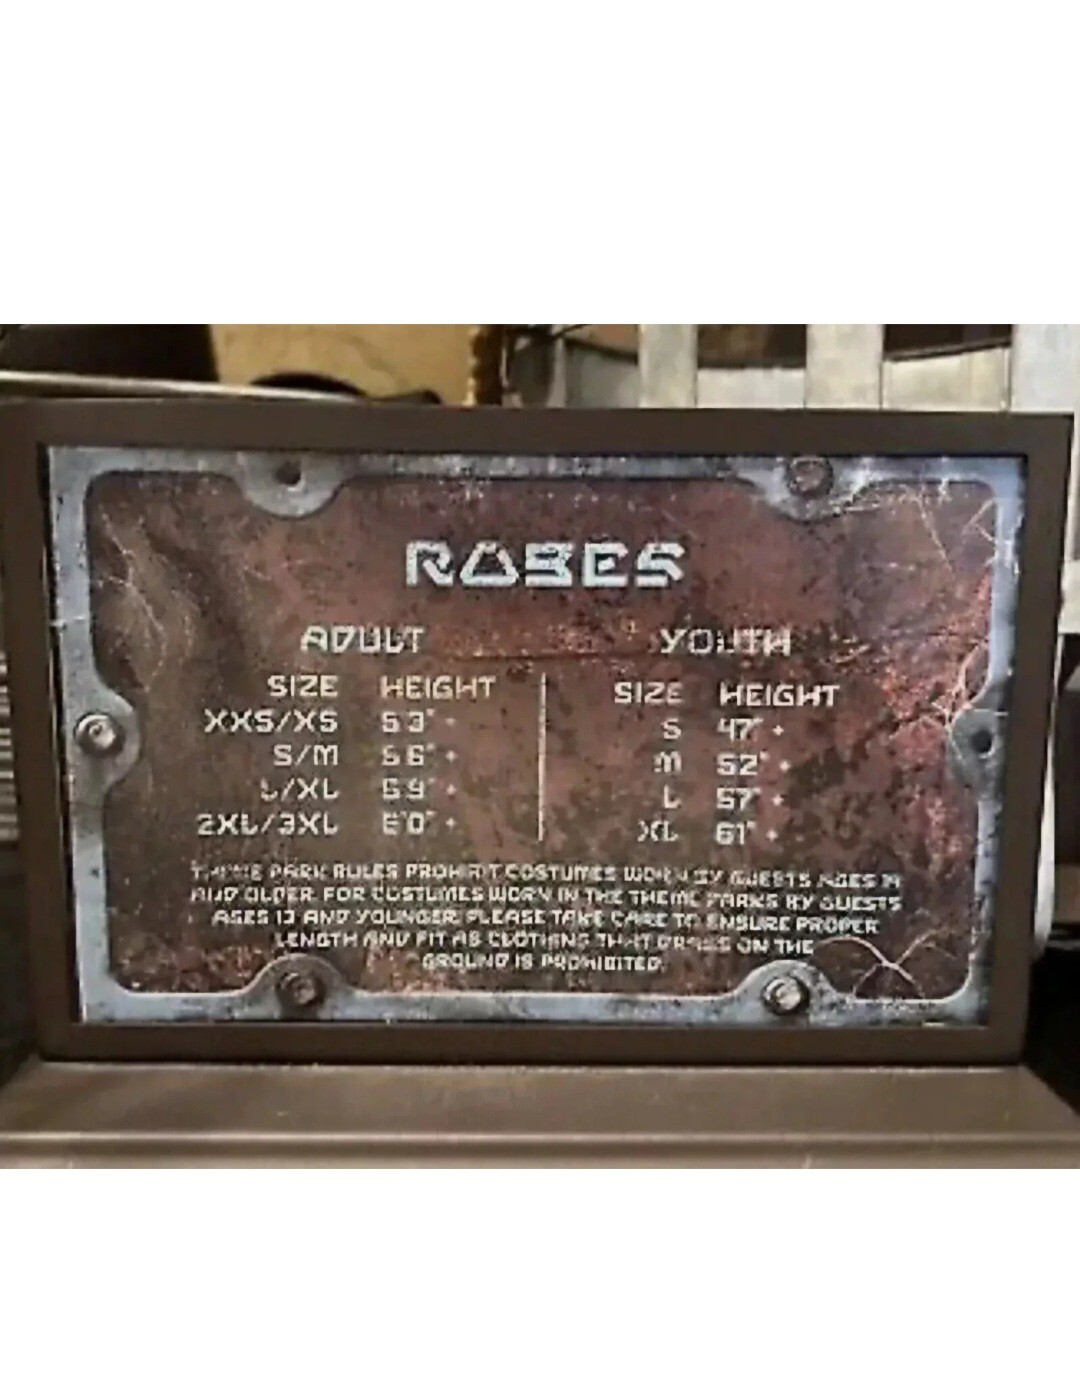 ROBES
ADULT YOUTH
SIZE HEIGHT SIZE HEIGHT
XXS/XS 5'3" + S 47" +
S/M 5'6" + M 52" +
L/XL 5'9" + L 57" +
2XL/3XL 6'0" + XL 61" +
THEME PARK RULES PROHIBIT COSTUMES WORN BY GUESTS AGES 14
AND OLDER. FOR COSTUMES WORN IN THE THEME PARKS BY GUESTS
AGES 13 AND YOUNGER PLEASE TAKE CARE TO ENSURE PROPER
LENGTH AND FIT AS CLOTHING THAT DRAGS ON THE
GROUND IS PROHIBITED.